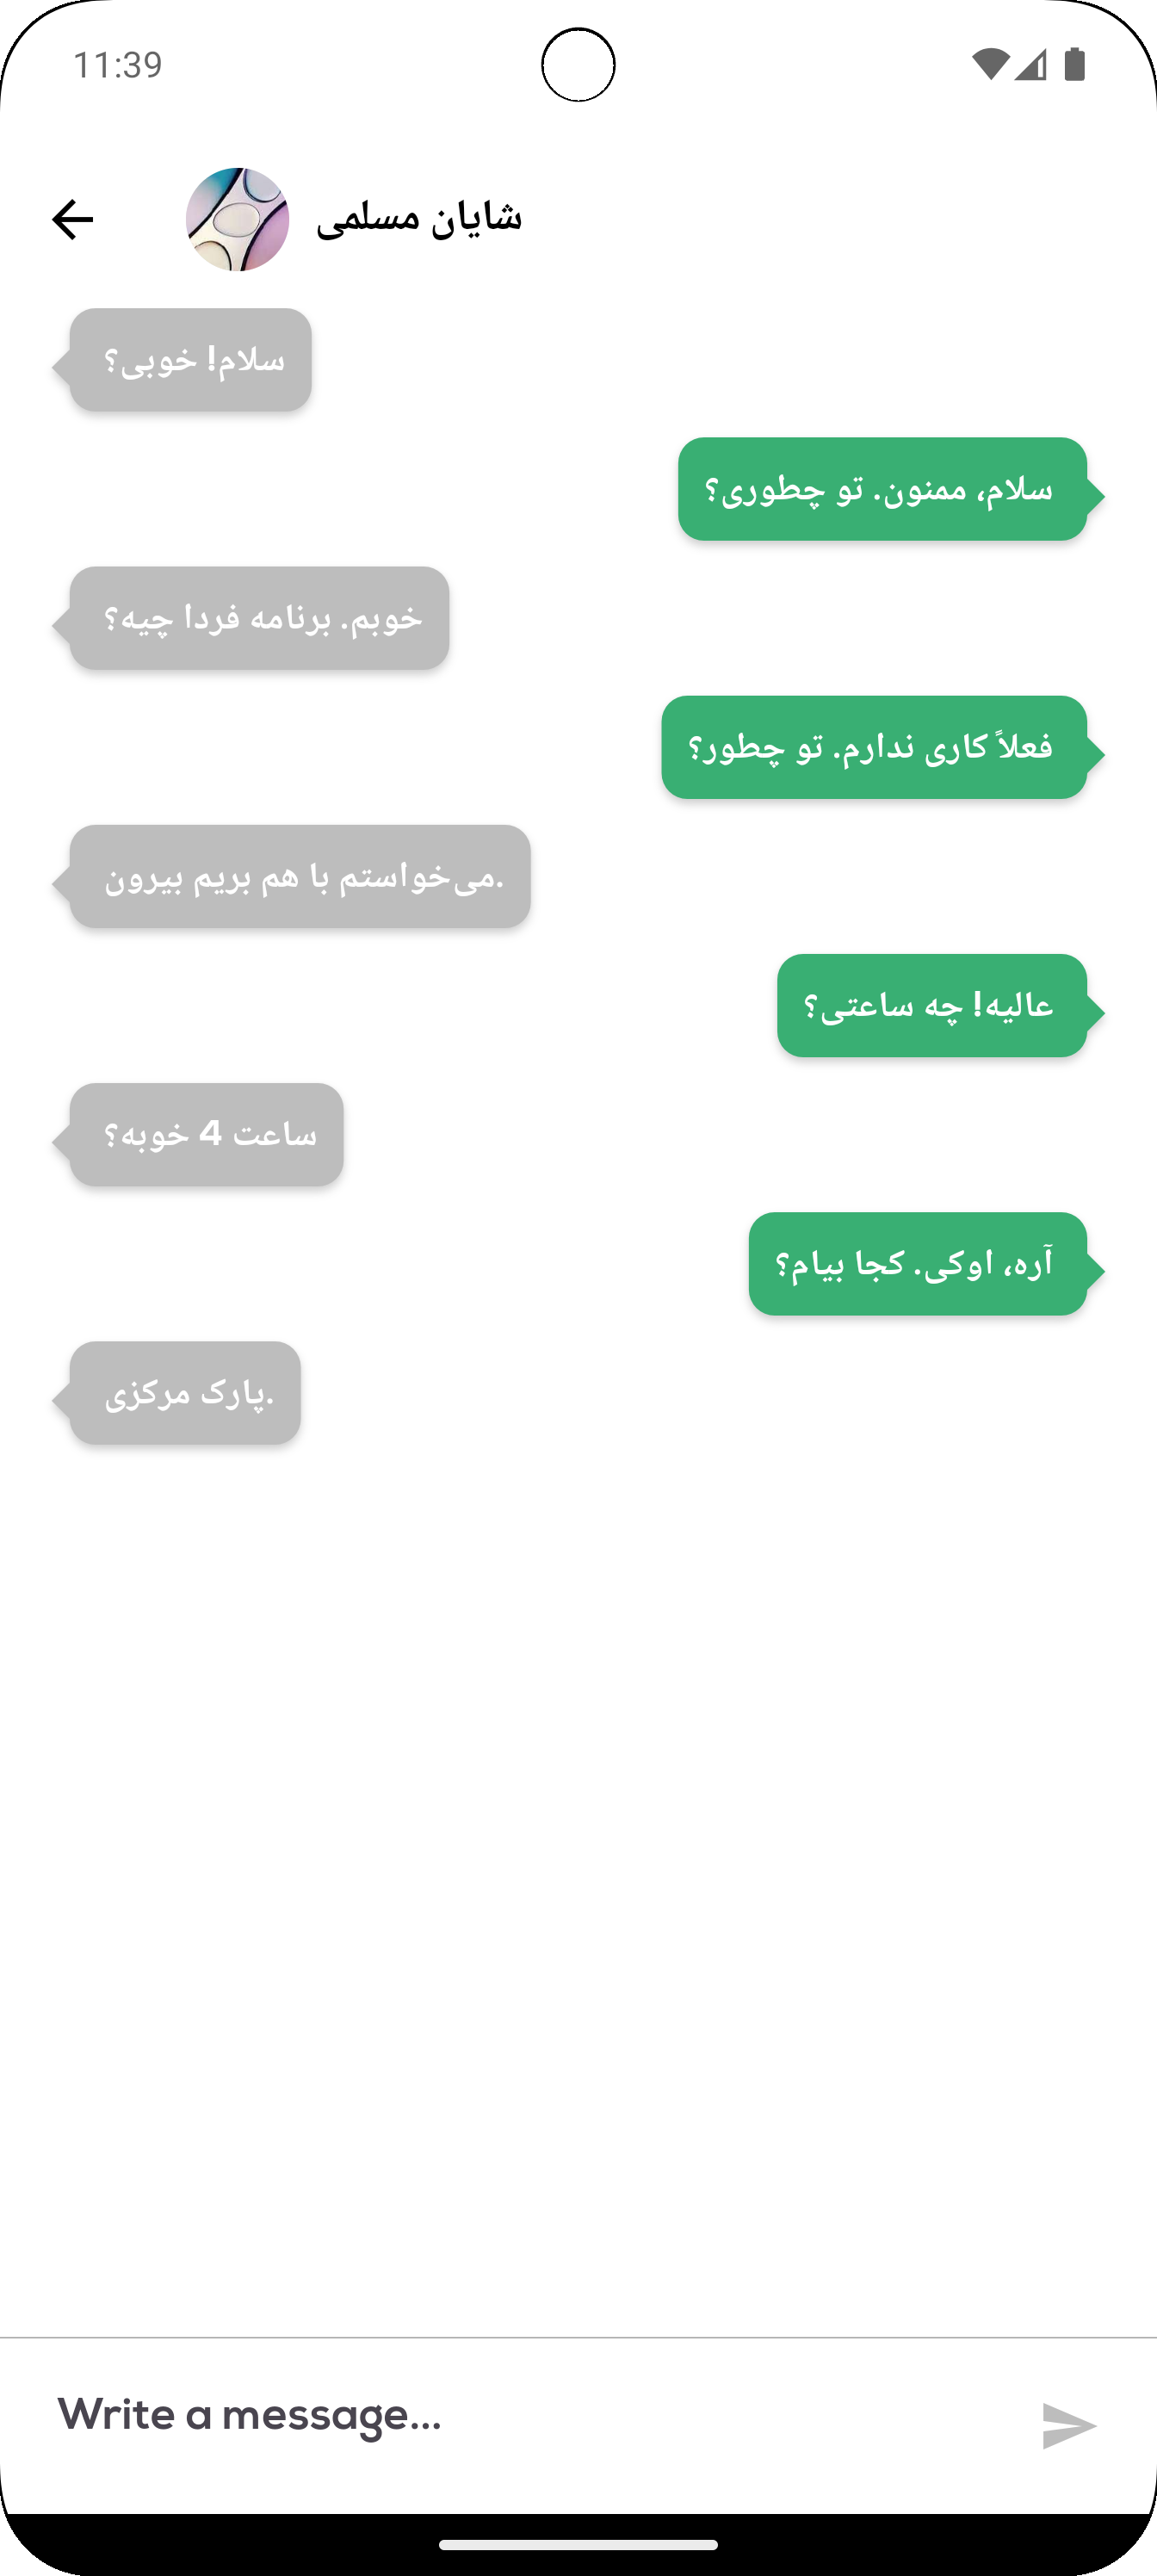 11:39
شایان مسلمی
سلام! خوبی؟
سلام، ممنون. تو چطوری؟
خوبم. برنامه فردا چیه؟
فعلاً کاری ندارم. تو چطور؟
می‌خواستم با هم بریم بیرون.
عالیه! چه ساعتی؟
ساعت 4 خوبه؟
آره، اوکی. کجا بیام؟
پارک مرکزی.
Write a message...